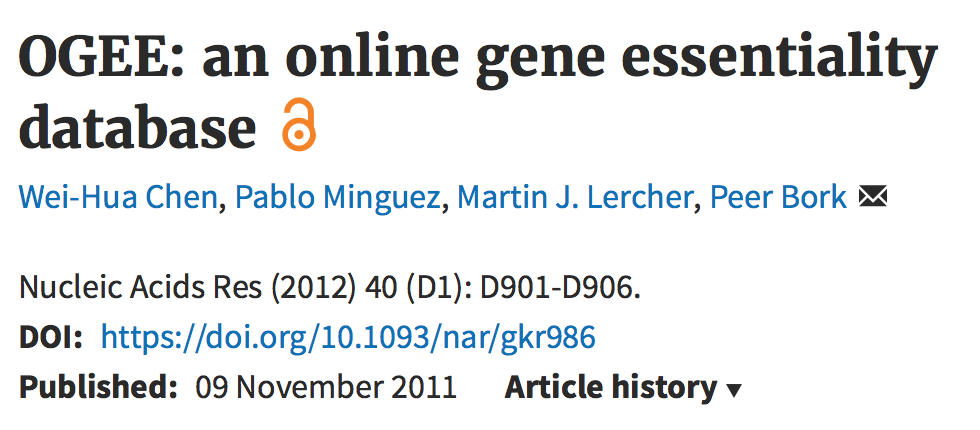 OGEE: an online gene essentiality
database
Wei-Hua Chen, Pablo Minguez, Martin J. Lercher, Peer Bork
Nucleic Acids Res (2012) 40 (D1): D901-D906.
DOI: https://doi.org/10.1093/nar/gkr986
Published: 09 November 2011 Article history